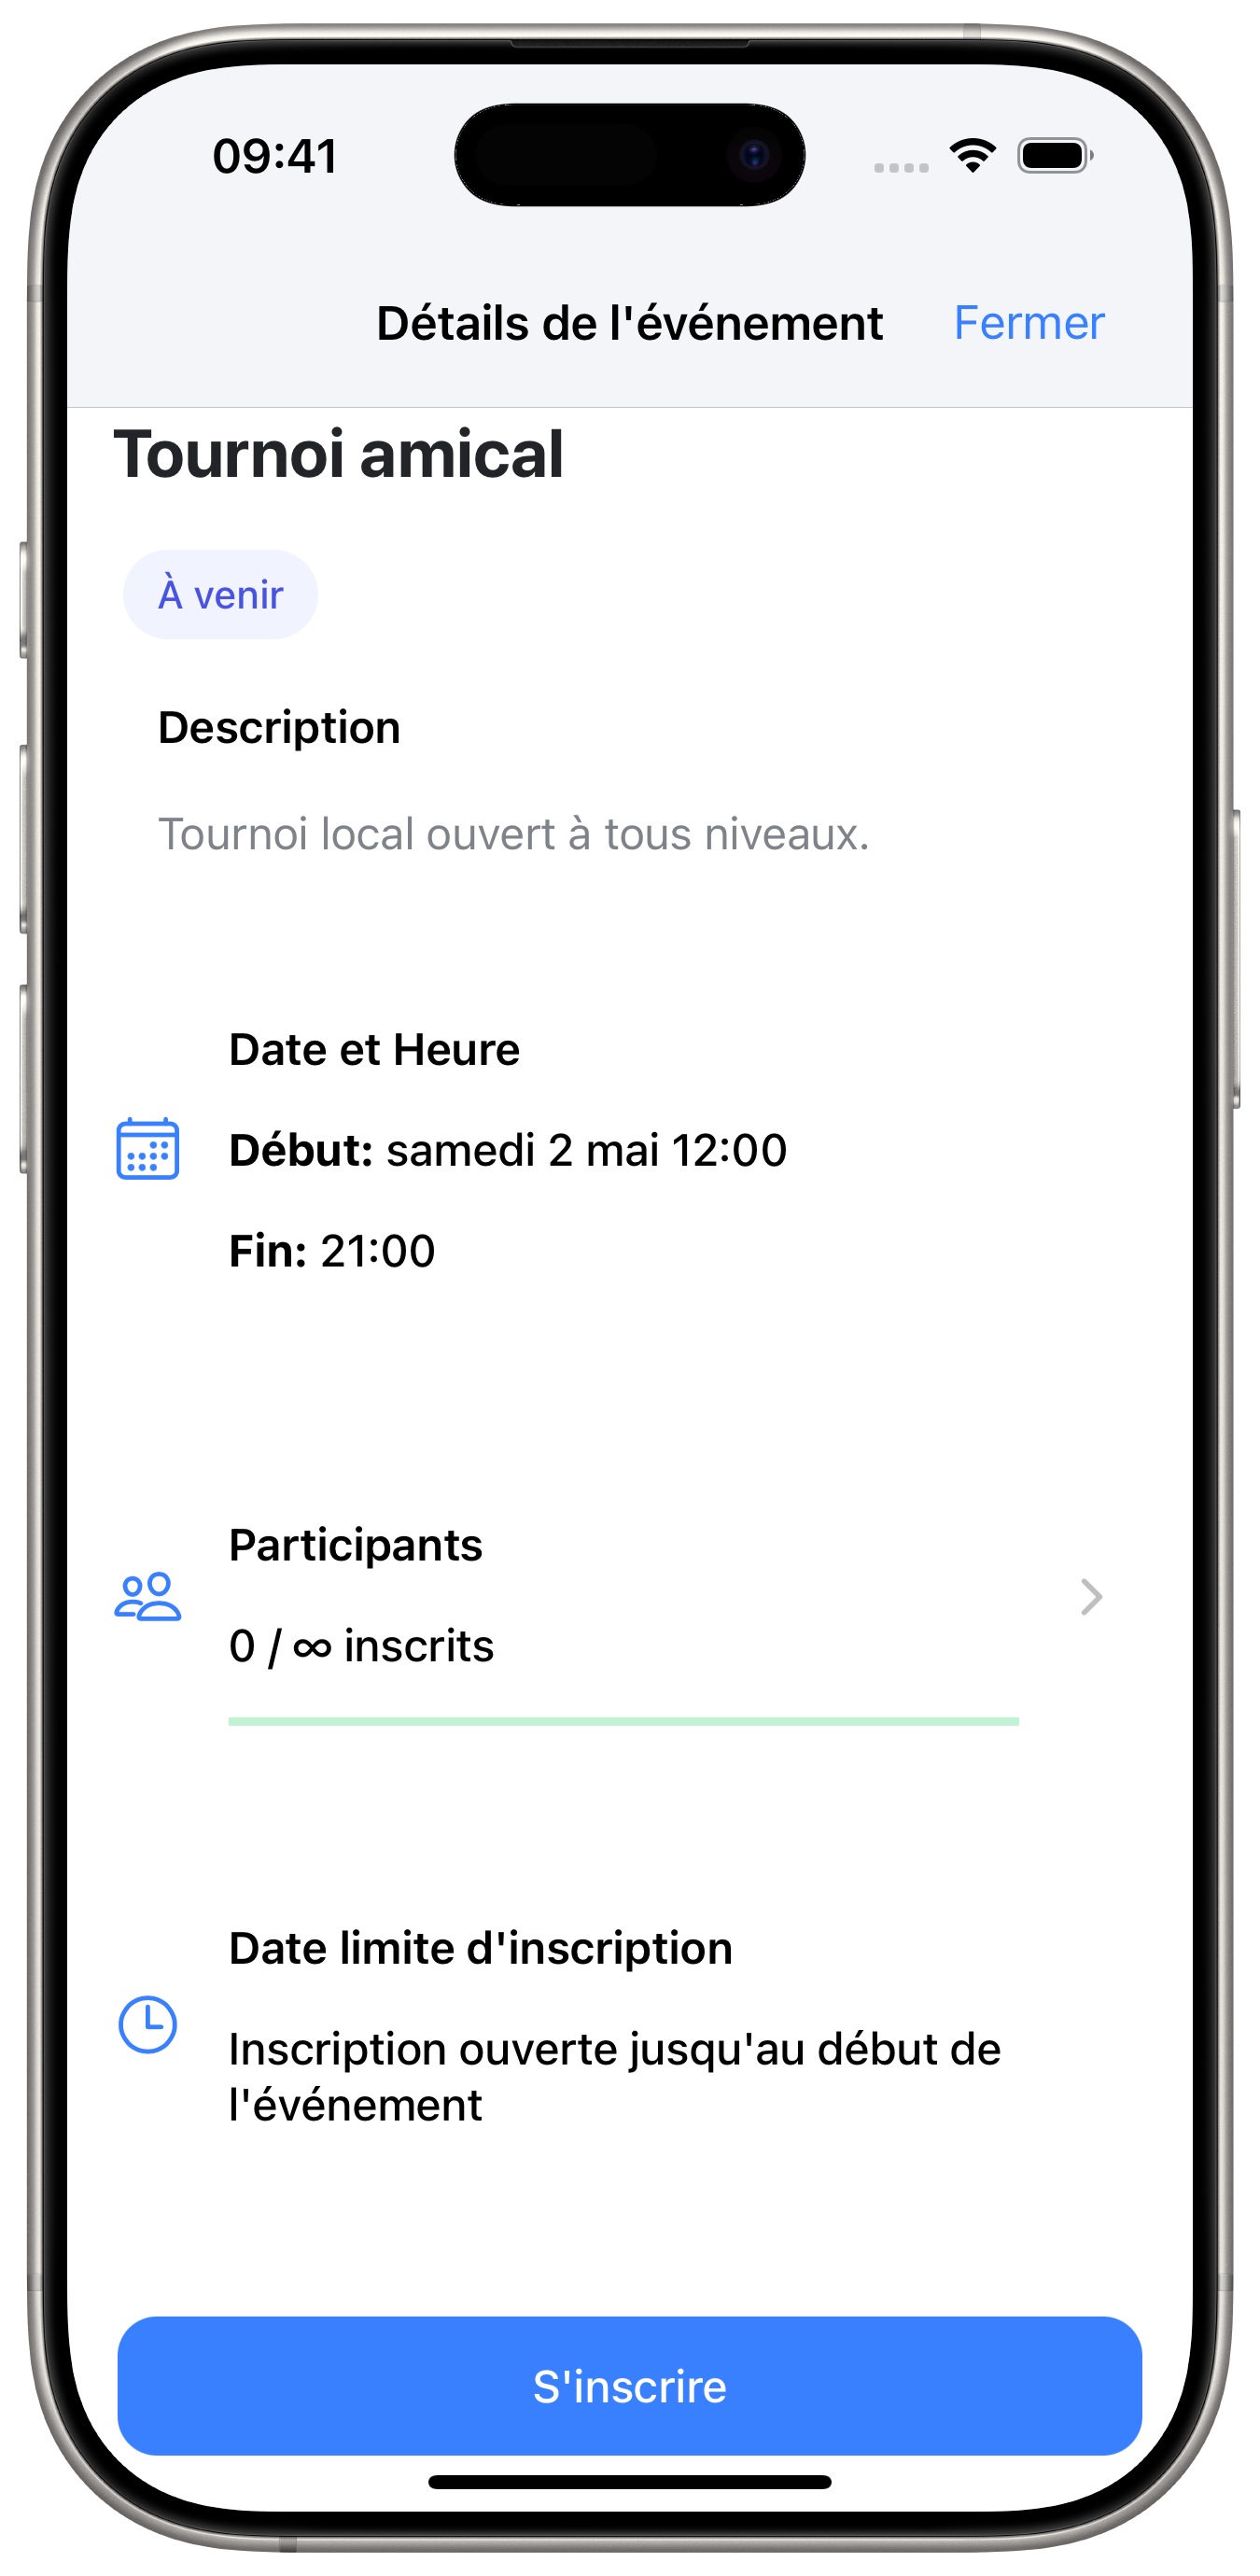 09:41
Détails de l'événement
Fermer
Tournoi amical
À venir
Description
Tournoi local ouvert à tous niveaux.
Date et Heure
Début: samedi 2 mai 12:00
Fin: 21:00
Participants
0 / ∞ inscrits
Date limite d'inscription
Inscription ouverte jusqu'au début de
l'événement
S'inscrire